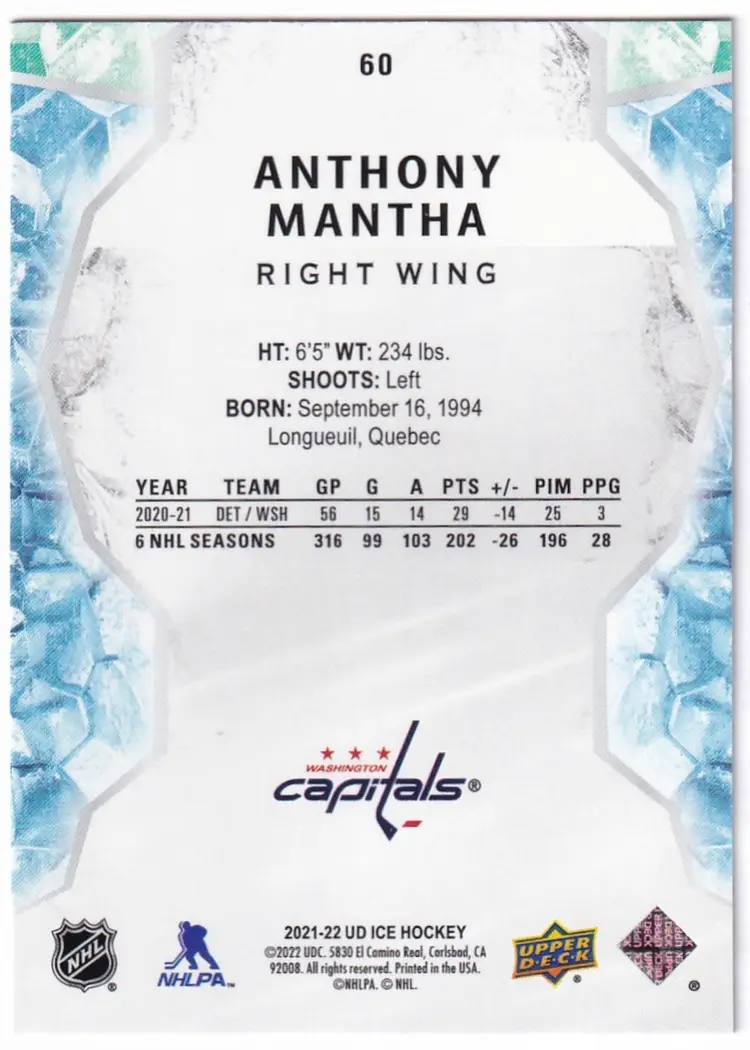 60
ANTHONY
MANTHA
RIGHT WING
HT: 6'5" WT: 234 lbs.
SHOOTS: Left
BORN: September 16, 1994
Longueuil, Quebec
YEAR TEAM GP G A PTS +/- PIM PPG
2020-21 DET / WSH 56 15 14 29 -14 25 3
6 NHL SEASONS 316 99 103 202 -26 196 28
WASHINGTON
capitals®
NHL ®
NHLPA™
2021-22 UD ICE HOCKEY
©2022 UDC. 5830 El Camino Real, Carlsbad, CA
92008. All rights reserved. Printed in the USA.
©NHLPA. © NHL.
UPPER
D·E·C·K
®
®